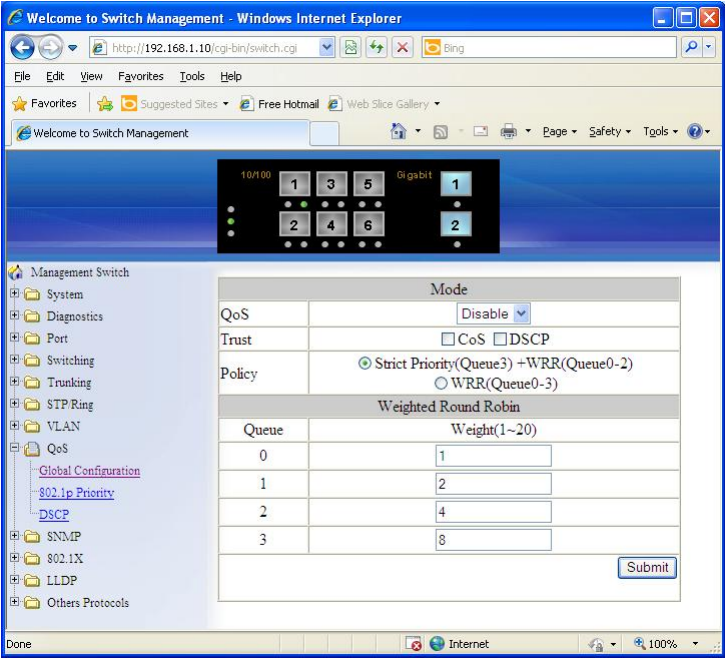 Welcome to Switch Management - Windows Internet Explorer
http://192.168.1.10/cgi-bin/switch.cgi
Bing
File Edit View Favorites Tools Help
Favorites Suggested Sites Free Hotmail Web Slice Gallery
Welcome to Switch Management Page Safety Tools
10/100 1 3 5 Gigabit 1
2 4 6 2
Management Switch
System
Diagnostics
Port
Switching
Trunking
STP/Ring
VLAN
QoS
Global Configuration
802.1p Priority
DSCP
SNMP
802.1X
LLDP
Others Protocols
Mode
QoS Disable
Trust CoS DSCP
Policy Strict Priority(Queue3) +WRR(Queue0-2)
WRR(Queue0-3)
Weighted Round Robin
Queue Weight(1~20)
0 1
1 2
2 4
3 8
Submit
Done Internet 100%